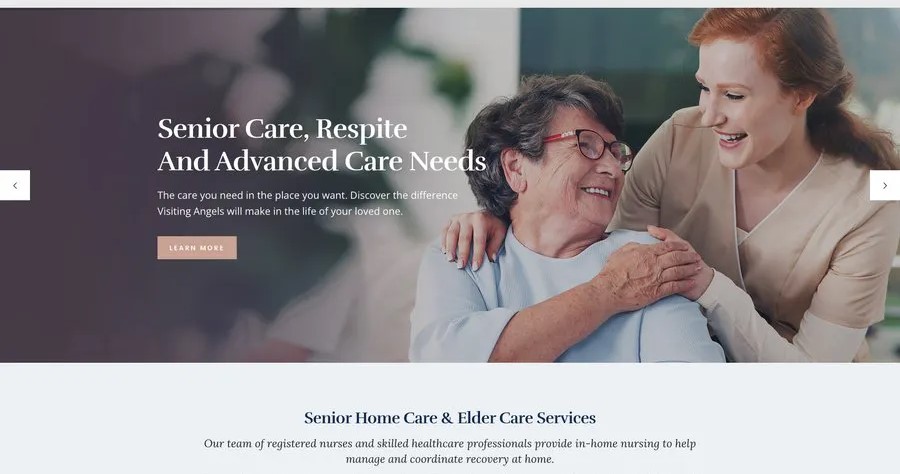 Senior Care, Respite
And Advanced Care Needs
The care you need in the place you want. Discover the difference
Visiting Angels will make in the life of your loved one.
LEARN MORE
Senior Home Care & Elder Care Services
Our team of registered nurses and skilled healthcare professionals provide in-home nursing to help
manage and coordinate recovery at home.